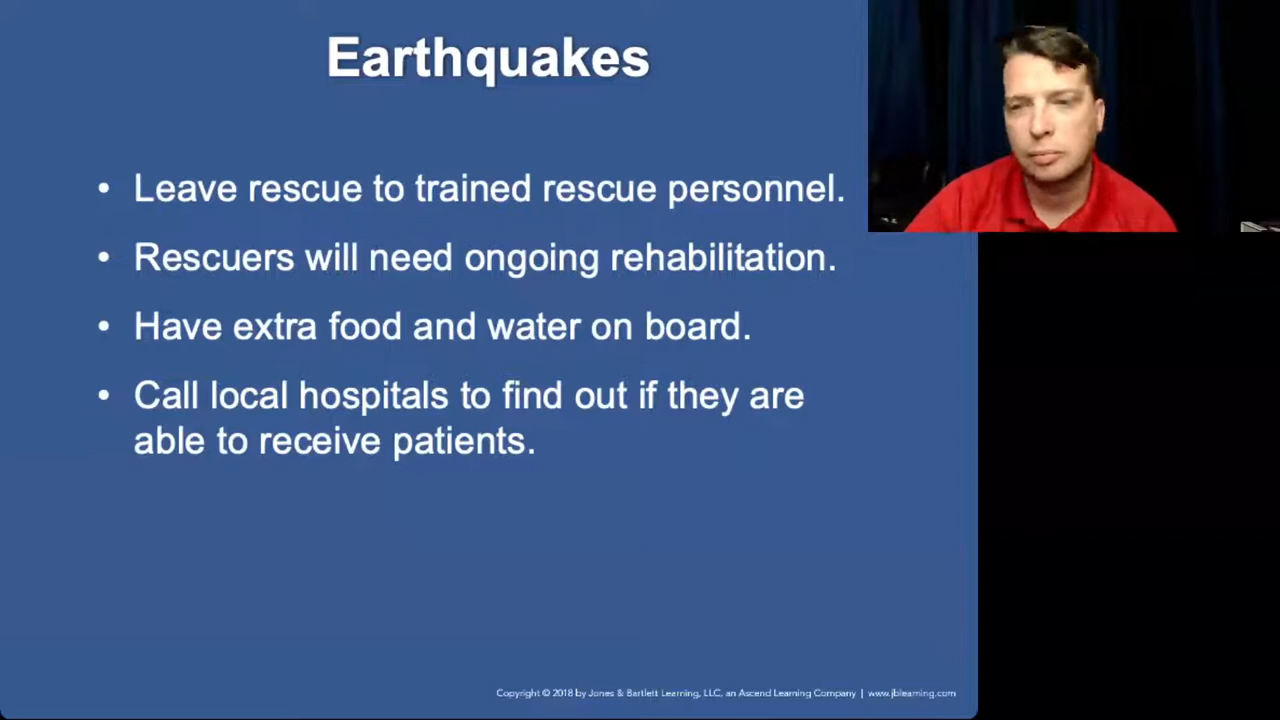 Earthquakes
• Leave rescue to trained rescue personnel.
• Rescuers will need ongoing rehabilitation.
• Have extra food and water on board.
• Call local hospitals to find out if they are
able to receive patients.
Copyright © 2018 by Jones & Bartlett Learning, LLC, an Ascend Learning Company | www.jblearning.com